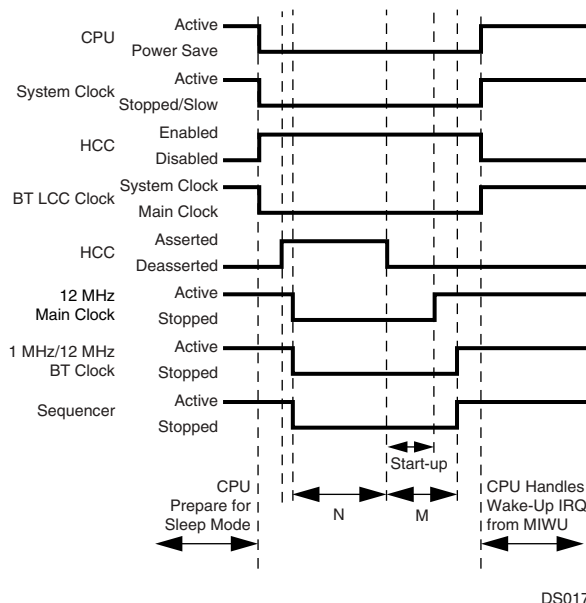 CPU
Active
Power Save
System Clock
Active
Stopped/Slow
HCC
Enabled
Disabled
BT LCC Clock
System Clock
Main Clock
HCC
Asserted
Deasserted
12 MHz
Main Clock
Active
Stopped
1 MHz/12 MHz
BT Clock
Active
Stopped
Sequencer
Active
Stopped
Start-up
CPU
Prepare for
Sleep Mode
N
M
CPU Handles
Wake-Up IRQ
from MIWU
DS017